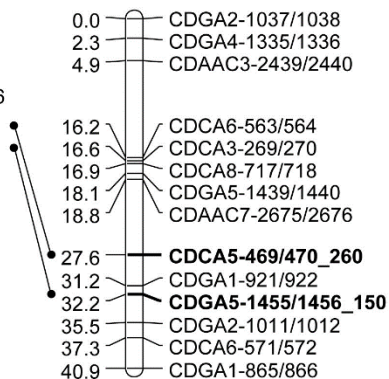 0.0 CDGA2-1037/1038
2.3 CDGA4-1335/1336
4.9 CDAAC3-2439/2440
6
16.2 CDCA6-563/564
16.6 CDCA3-269/270
16.9 CDCA8-717/718
18.1 CDGA5-1439/1440
18.8 CDAAC7-2675/2676
27.6 CDCA5-469/470_260
31.2 CDGA1-921/922
32.2 CDGA5-1455/1456_150
35.5 CDGA2-1011/1012
37.3 CDCA6-571/572
40.9 CDGA1-865/866